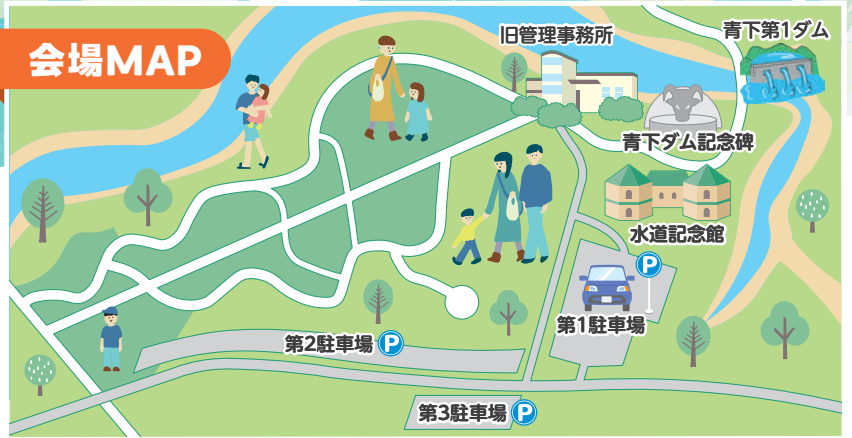 会場MAP
旧管理事務所
青下第1ダム
青下ダム記念碑
水道記念館
P
第1駐車場
第2駐車場 P
第3駐車場 P